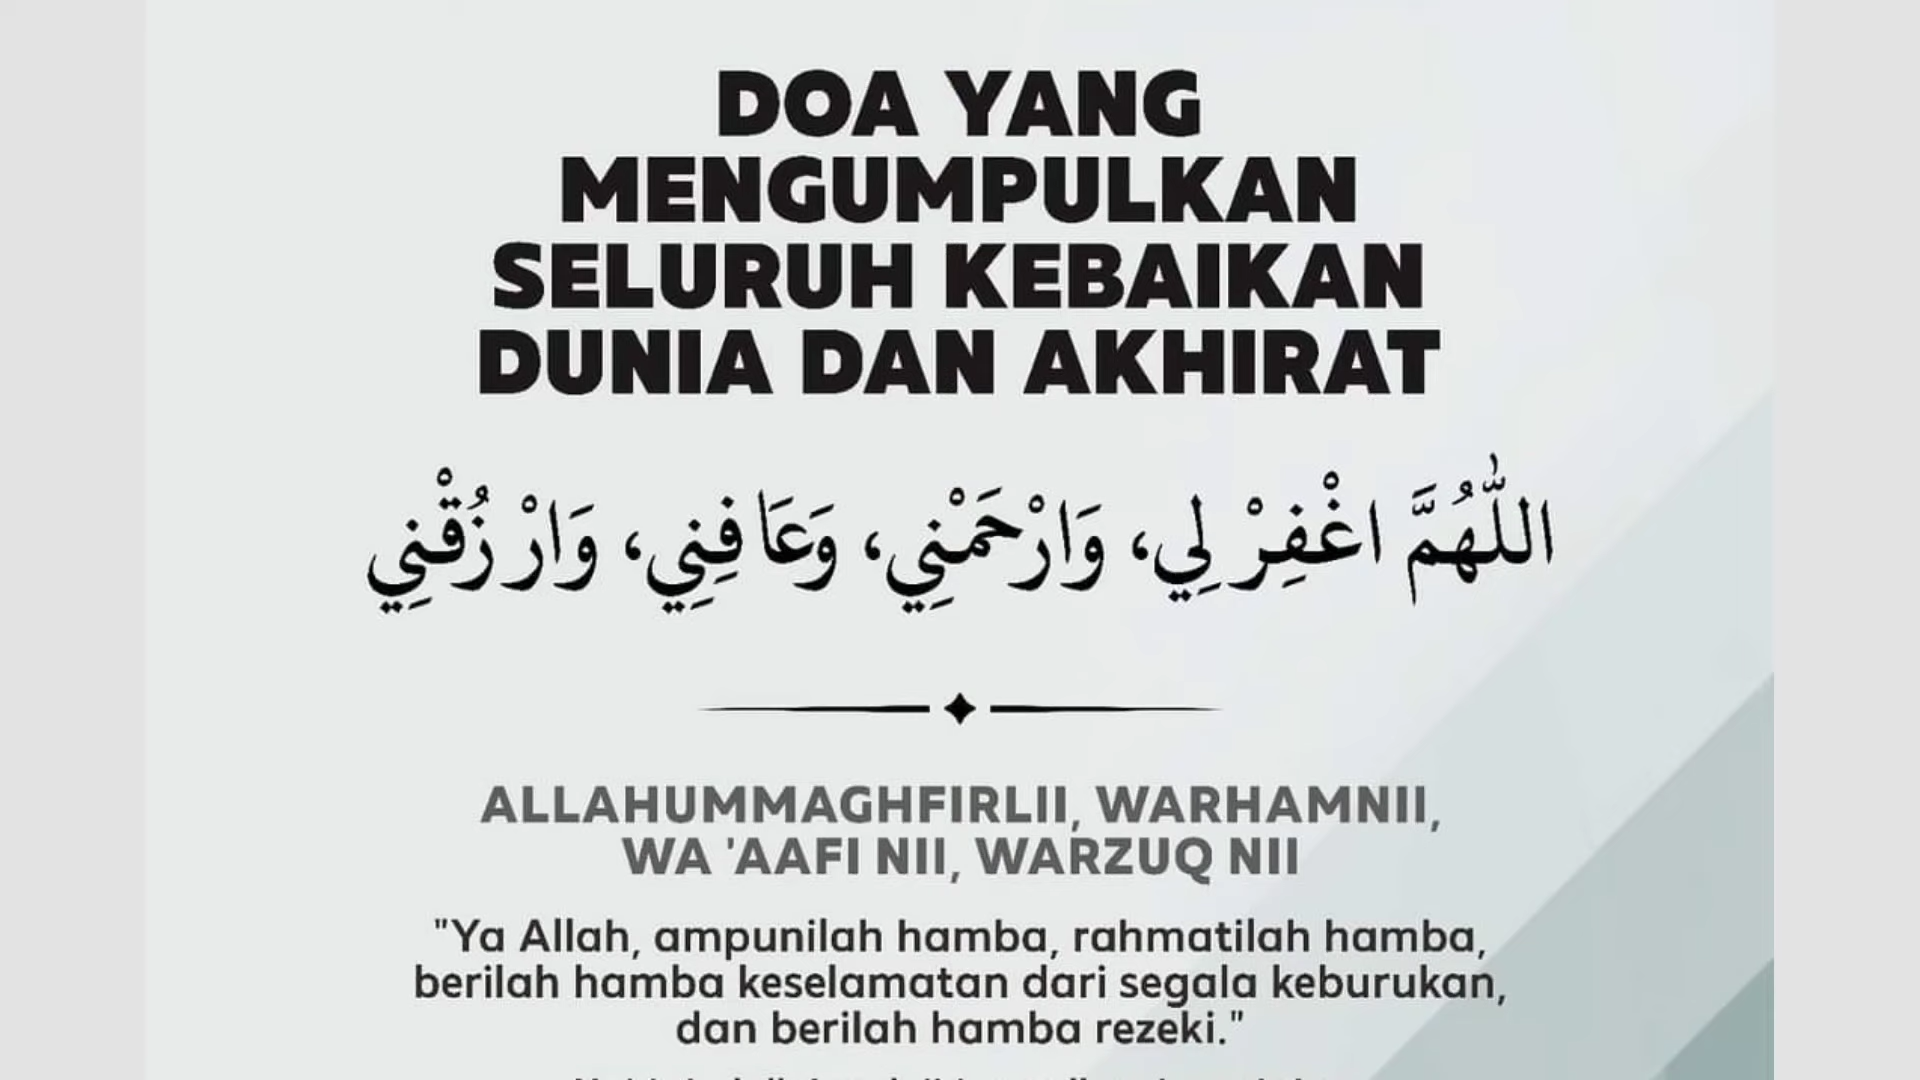 DOA YANG
MENGUMPULKAN
SELURUH KEBAIKAN
DUNIA DAN AKHIRAT
اللّٰهُمَّ اغْفِرْ لِي، وَارْحَمْنِي، وَعَافِنِي، وَارْزُقْنِي
ALLAHUMMAGHFIRLII, WARHAMNII,
WA 'AAFI NII, WARZUQ NII
"Ya Allah, ampunilah hamba, rahmatilah hamba,
berilah hamba keselamatan dari segala keburukan,
dan berilah hamba rezeki."